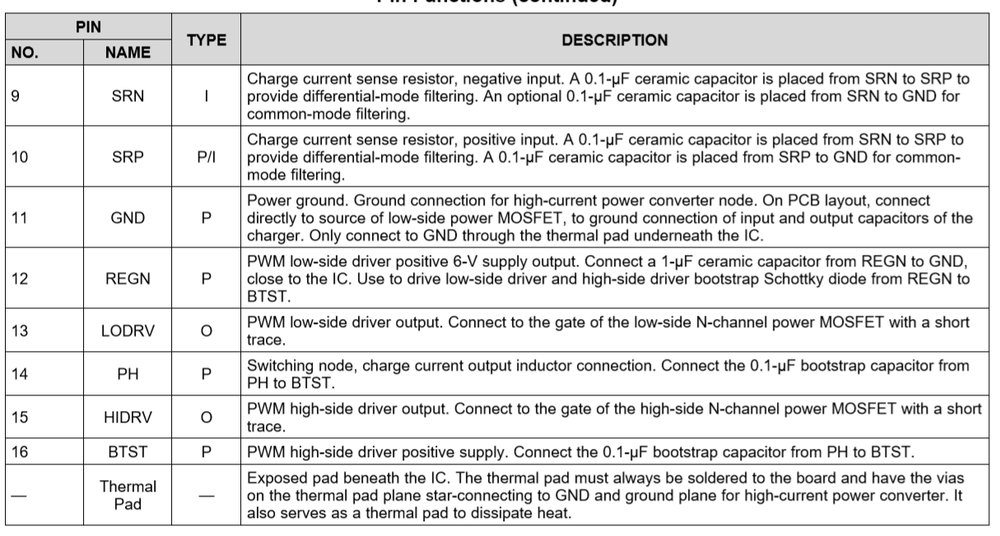 Pin Functions (continued)
PIN
TYPE
DESCRIPTION
NO.
NAME
9
SRN
I
Charge current sense resistor, negative input. A 0.1-µF ceramic capacitor is placed from SRN to SRP to
provide differential-mode filtering. An optional 0.1-µF ceramic capacitor is placed from SRN to GND for
common-mode filtering.
10
SRP
P/I
Charge current sense resistor, positive input. A 0.1-µF ceramic capacitor is placed from SRN to SRP to
provide differential-mode filtering. A 0.1-µF ceramic capacitor is placed from SRP to GND for common-
mode filtering.
11
GND
P
Power ground. Ground connection for high-current power converter node. On PCB layout, connect
directly to source of low-side power MOSFET, to ground connection of input and output capacitors of the
charger. Only connect to GND through the thermal pad underneath the IC.
12
REGN
P
PWM low-side driver positive 6-V supply output. Connect a 1-µF ceramic capacitor from REGN to GND,
close to the IC. Use to drive low-side driver and high-side driver bootstrap Schottky diode from REGN to
BTST.
13
LODRV
O
PWM low-side driver output. Connect to the gate of the low-side N-channel power MOSFET with a short
trace.
14
PH
P
Switching node, charge current output inductor connection. Connect the 0.1-µF bootstrap capacitor from
PH to BTST.
15
HIDRV
O
PWM high-side driver output. Connect to the gate of the high-side N-channel power MOSFET with a short
trace.
16
BTST
P
PWM high-side driver positive supply. Connect the 0.1-µF bootstrap capacitor from PH to BTST.
—
Thermal
Pad
—
Exposed pad beneath the IC. The thermal pad must always be soldered to the board and have the vias
on the thermal pad plane star-connecting to GND and ground plane for high-current power converter. It
also serves as a thermal pad to dissipate heat.